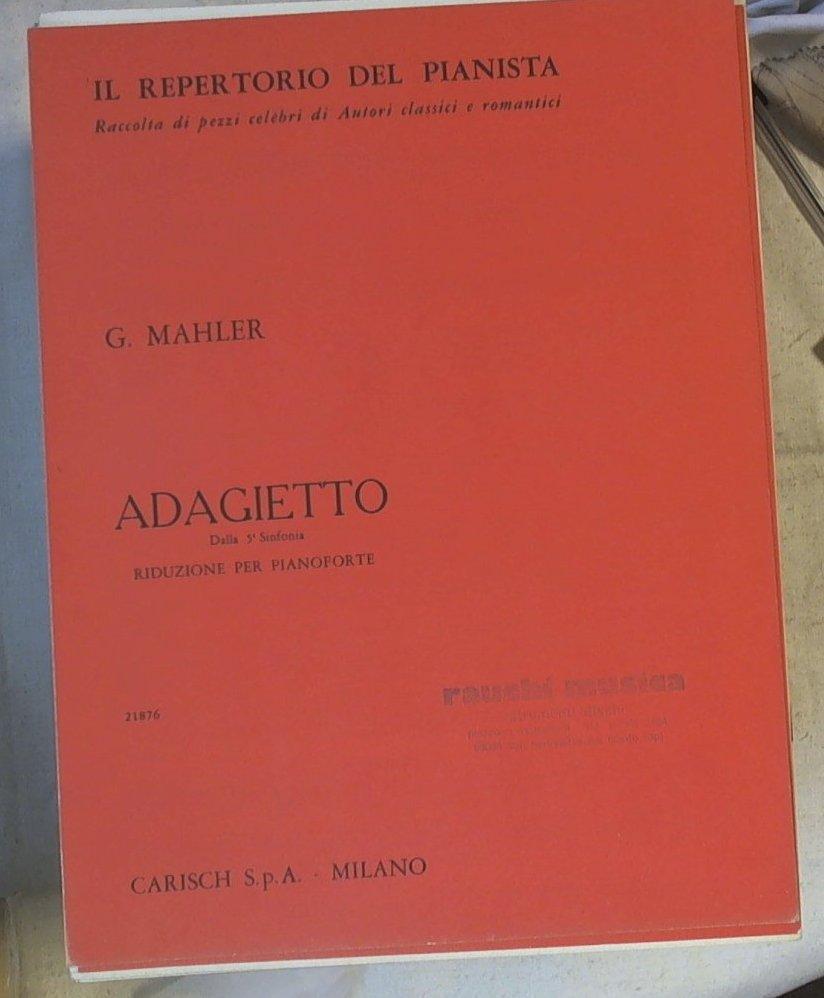 IL REPERTORIO DEL PIANISTA
Raccolta di pezzi celèbri di Autori classici e romantici
G. MAHLER
ADAGIETTO
Dalla 5ª Sinfonia
RIDUZIONE PER PIANOFORTE
21876
musica
CARISCH S.p.A. - MILANO